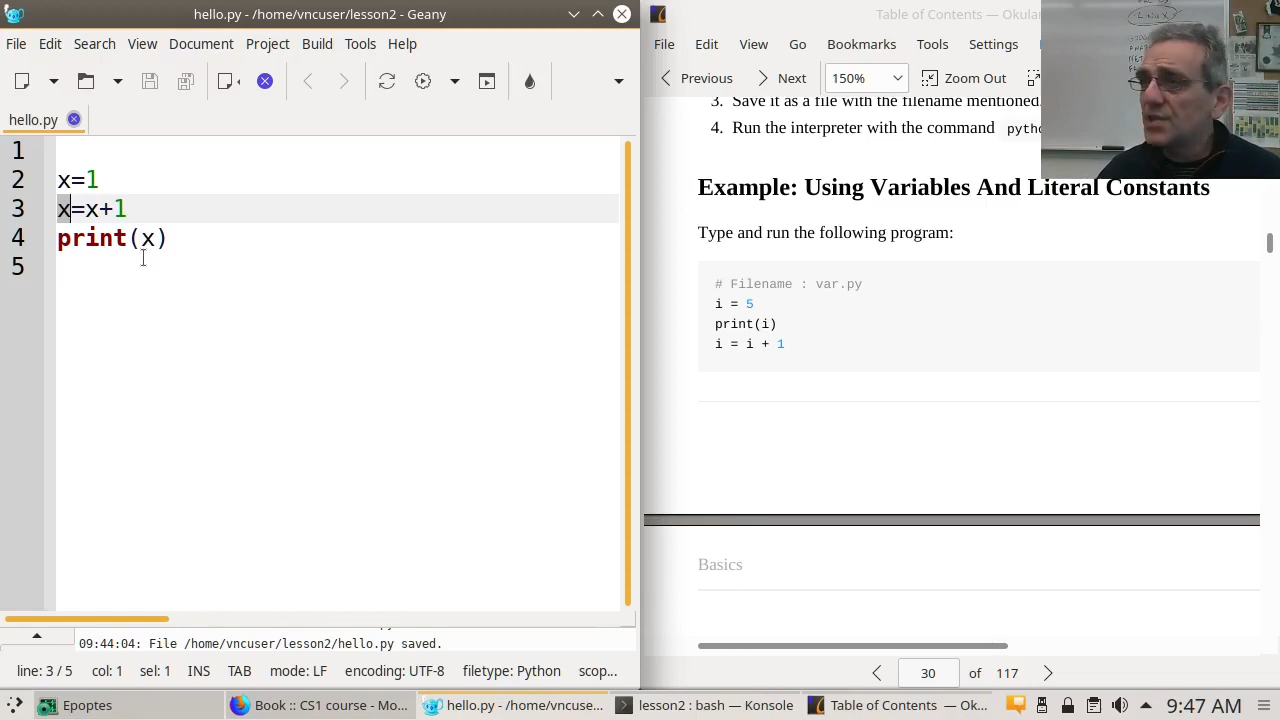 hello.py - /home/vncuser/lesson2 - Geany
File Edit Search View Document Project Build Tools Help
hello.py
1
2 x=1
3 x=x+1
4 print(x)
5
09:44:04: File /home/vncuser/lesson2/hello.py saved.
line: 3 / 5 col: 1 sel: 1 INS TAB mode: LF encoding: UTF-8 filetype: Python scop...
Table of Contents — Okular
File Edit View Go Bookmarks Tools Settings
Previous Next 150% Zoom Out
3. Save it as a file with the filename mentioned.
4. Run the interpreter with the command pytho
Example: Using Variables And Literal Constants
Type and run the following program:
# Filename : var.py
i = 5
print(i)
i = i + 1
Basics
30 of 117
Epoptes
Book :: CS1 course - Mo...
hello.py - /home/vncuse...
lesson2 : bash — Konsole
Table of Contents — Ok...
9:47 AM